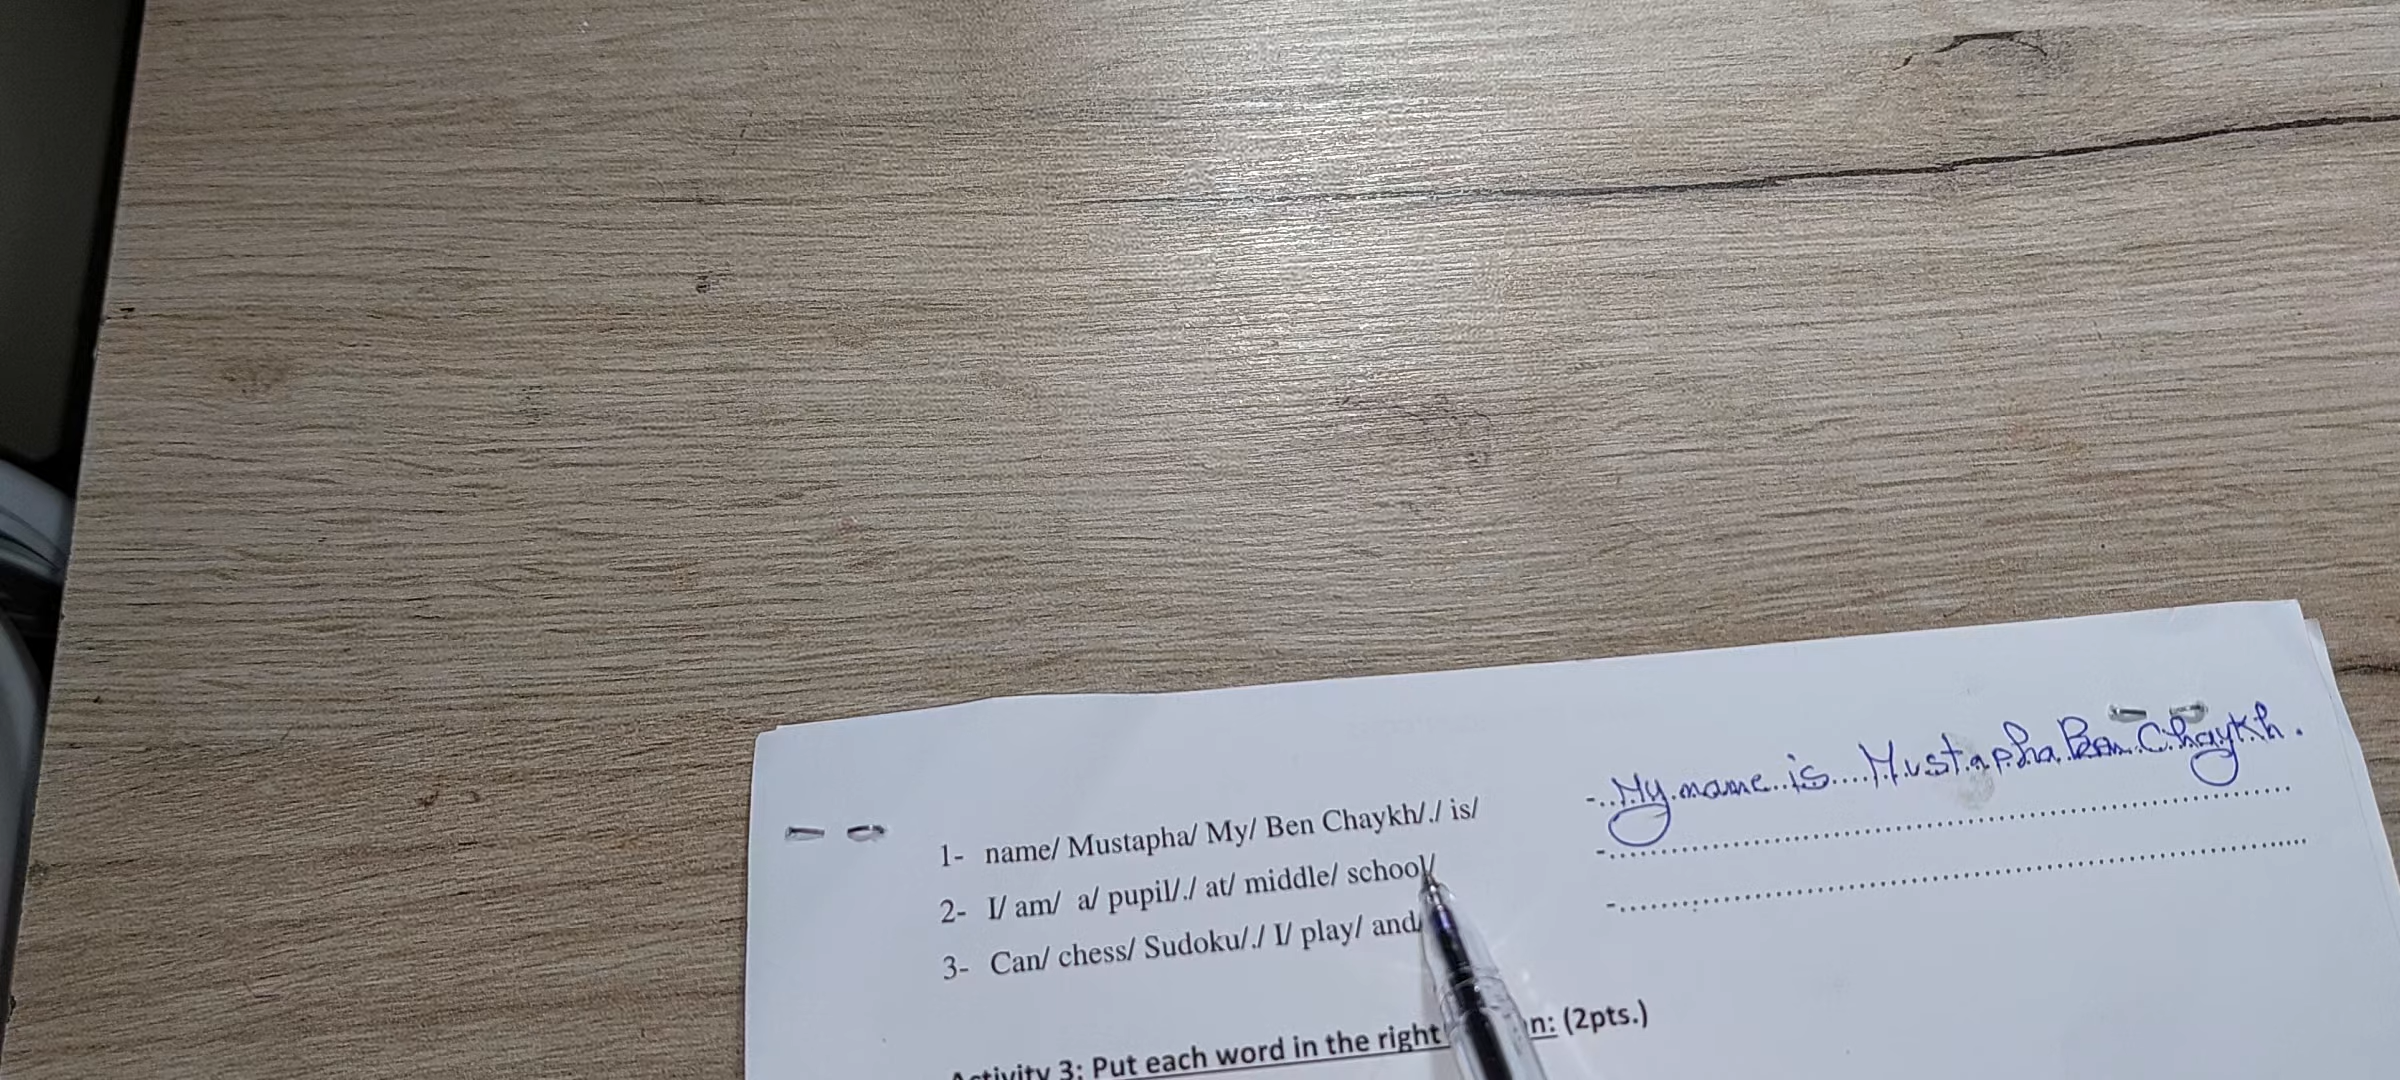 -..My.name..is....Mustapha Ben Chaykh.
1- name/ Mustapha/ My/ Ben Chaykh/./ is/
2- I/ am/ a/ pupil/./ at/ middle/ school/
3- Can/ chess/ Sudoku/./ I/ play/ and/
Activity 3: Put each word in the right (2pts.)